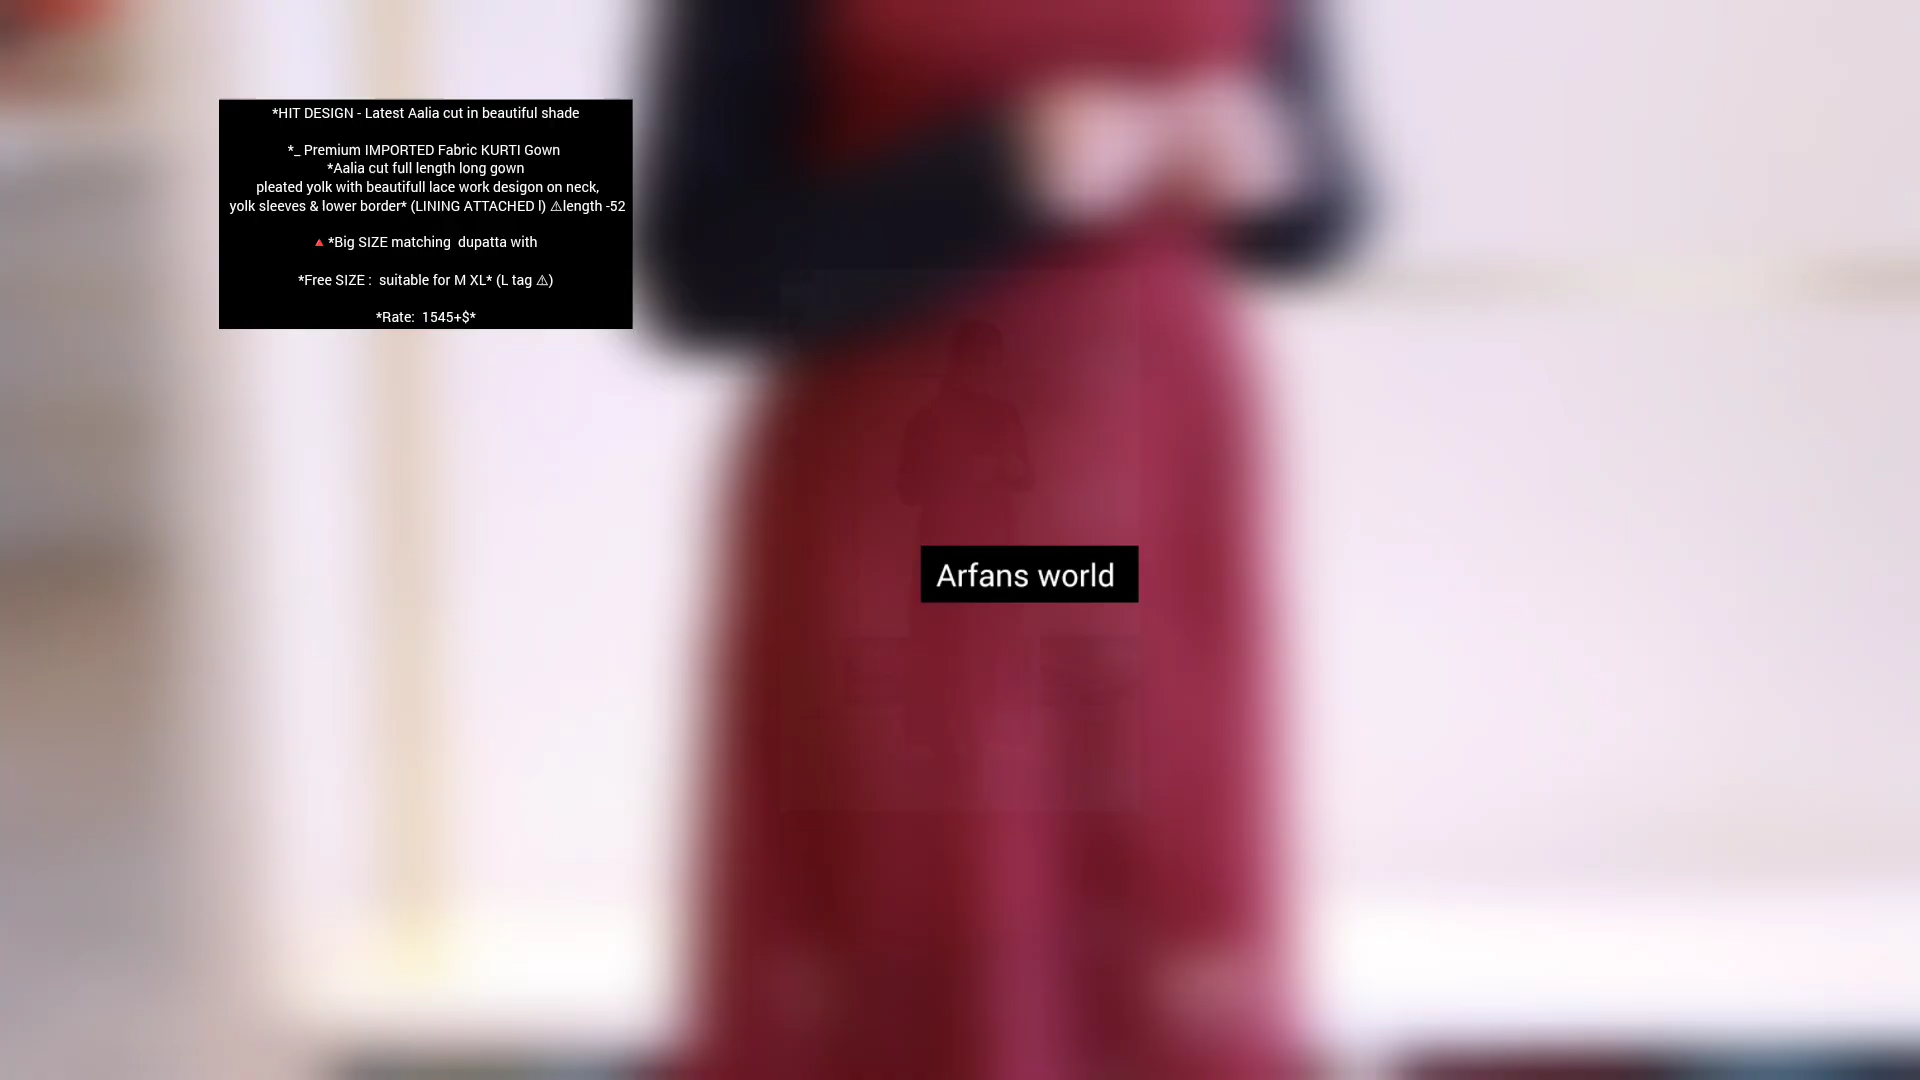 *HIT DESIGN - Latest Aalia cut in beautiful shade
*_ Premium IMPORTED Fabric KURTI Gown
*Aalia cut full length long gown
pleated yolk with beautifull lace work desigon on neck,
yolk sleeves & lower border* (LINING ATTACHED l) ⚠length -52
🔺*Big SIZE matching  dupatta with
*Free SIZE :  suitable for M XL* (L tag ⚠)
*Rate:  1545+$*
Arfans world